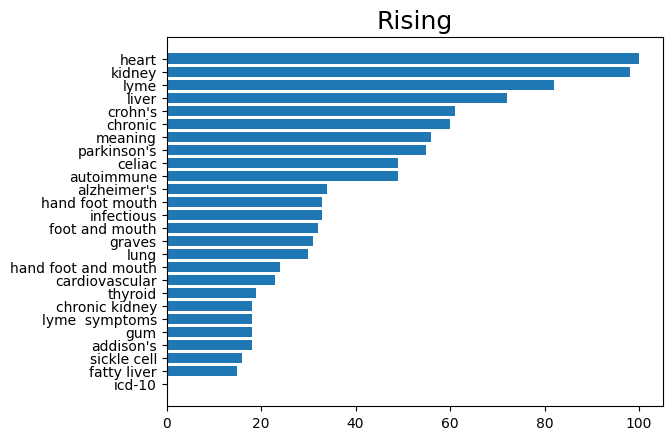 Rising
heart
kidney
lyme
liver
crohn's
chronic
meaning
parkinson's
celiac
autoimmune
alzheimer's
hand foot mouth
infectious
foot and mouth
graves
lung
hand foot and mouth
cardiovascular
thyroid
chronic kidney
lyme  symptoms
gum
addison's
sickle cell
fatty liver
icd-10
0 20 40 60 80 100